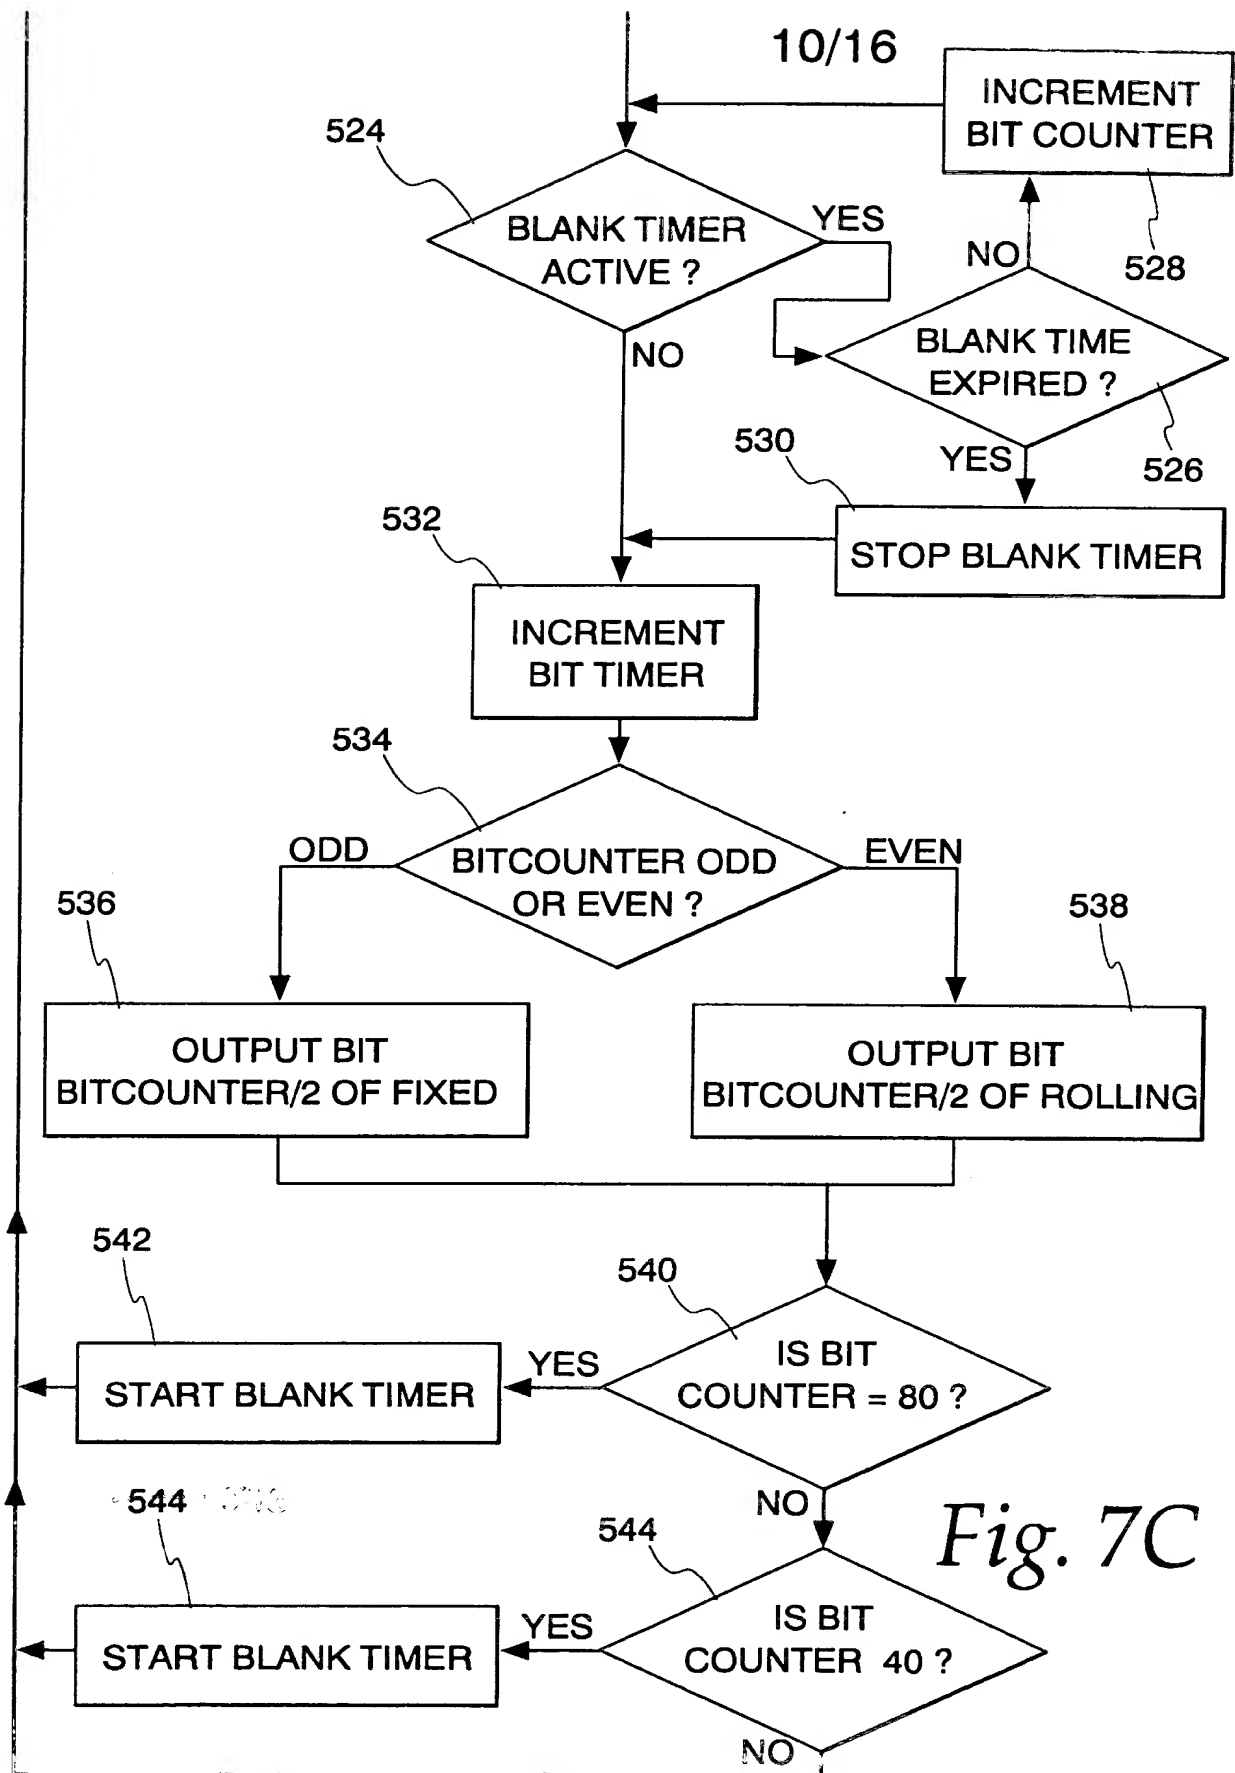 10/16
INCREMENT
BIT COUNTER
528
524
BLANK TIMER
ACTIVE ?
YES
NO
NO
BLANK TIME
EXPIRED ?
526
YES
530
STOP BLANK TIMER
532
INCREMENT
BIT TIMER
534
BITCOUNTER ODD
OR EVEN ?
ODD
EVEN
536
OUTPUT BIT
BITCOUNTER/2 OF FIXED
538
OUTPUT BIT
BITCOUNTER/2 OF ROLLING
540
IS BIT
COUNTER = 80 ?
YES
542
START BLANK TIMER
NO
544
IS BIT
COUNTER 40 ?
YES
544
START BLANK TIMER
NO
Fig. 7C